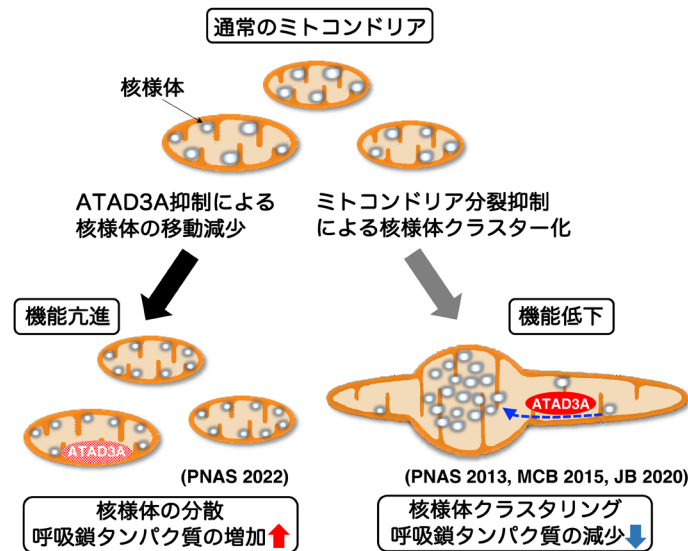 通常のミトコンドリア
核様体
ATAD3A抑制による
核様体の移動減少
ミトコンドリア分裂抑制
による核様体クラスター化
機能亢進
機能低下
ATAD3A
ATAD3A
(PNAS 2022)
(PNAS 2013, MCB 2015, JB 2020)
核様体の分散
呼吸鎖タンパク質の増加
核様体クラスタリング
呼吸鎖タンパク質の減少